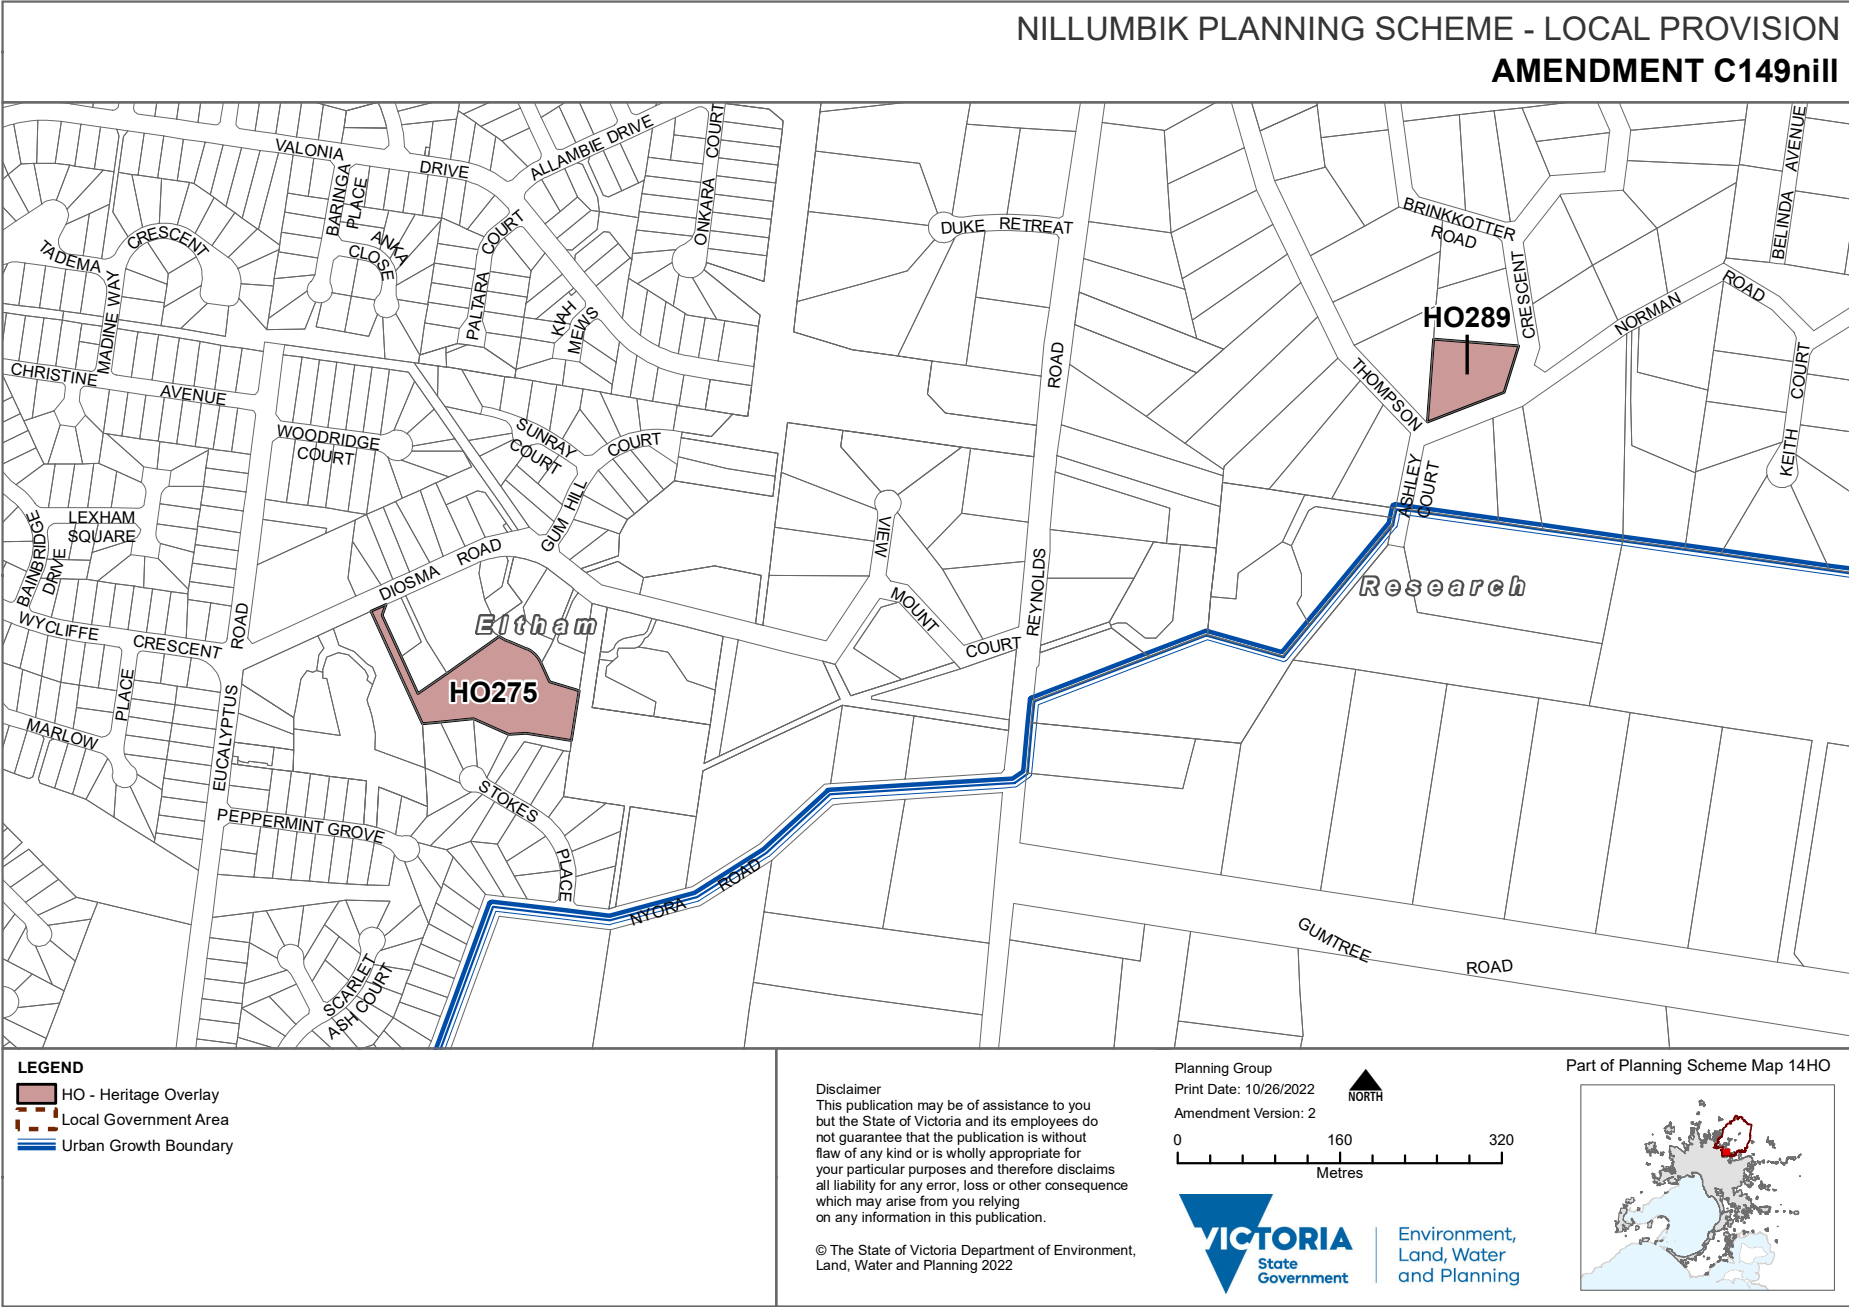 NILLUMBIK PLANNING SCHEME - LOCAL PROVISION
AMENDMENT C149nill
VALONIA
DRIVE
ALLAMBIE DRIVE
ONKARA COURT
BARINGA
PLACE
ANKA
CLOSE
PALTARA COURT
KIAH
MEWS
TADEMA
CRESCENT
MADINE WAY
CHRISTINE
AVENUE
WOODRIDGE
COURT
SUNRAY
COURT
GUM HILL
COURT
LEXHAM
SQUARE
BAINBRIDGE
DRIVE
DIOSMA ROAD
WYCLIFFE
CRESCENT
PLACE
MARLOW
EUCALYPTUS
ROAD
Eltham
HO275
STOKES
PLACE
PEPPERMINT GROVE
SCARLET
ASH COURT
NYORA
ROAD
DUKE RETREAT
ROAD
REYNOLDS
VIEW
MOUNT
COURT
BRINKKOTTER
ROAD
CRESCENT
HO289
THOMPSON
NORMAN
ROAD
BELINDA AVENUE
KEITH COURT
ASHLEY
COURT
Research
GUMTREE
ROAD
LEGEND
HO - Heritage Overlay
Local Government Area
Urban Growth Boundary
Disclaimer
This publication may be of assistance to you
but the State of Victoria and its employees do
not guarantee that the publication is without
flaw of any kind or is wholly appropriate for
your particular purposes and therefore disclaims
all liability for any error, loss or other consequence
which may arise from you relying
on any information in this publication.
© The State of Victoria Department of Environment,
Land, Water and Planning 2022
Planning Group
Print Date: 10/26/2022
Amendment Version: 2
NORTH
0 160 320
Metres
VICTORIA
State
Government
Environment,
Land, Water
and Planning
Part of Planning Scheme Map 14HO